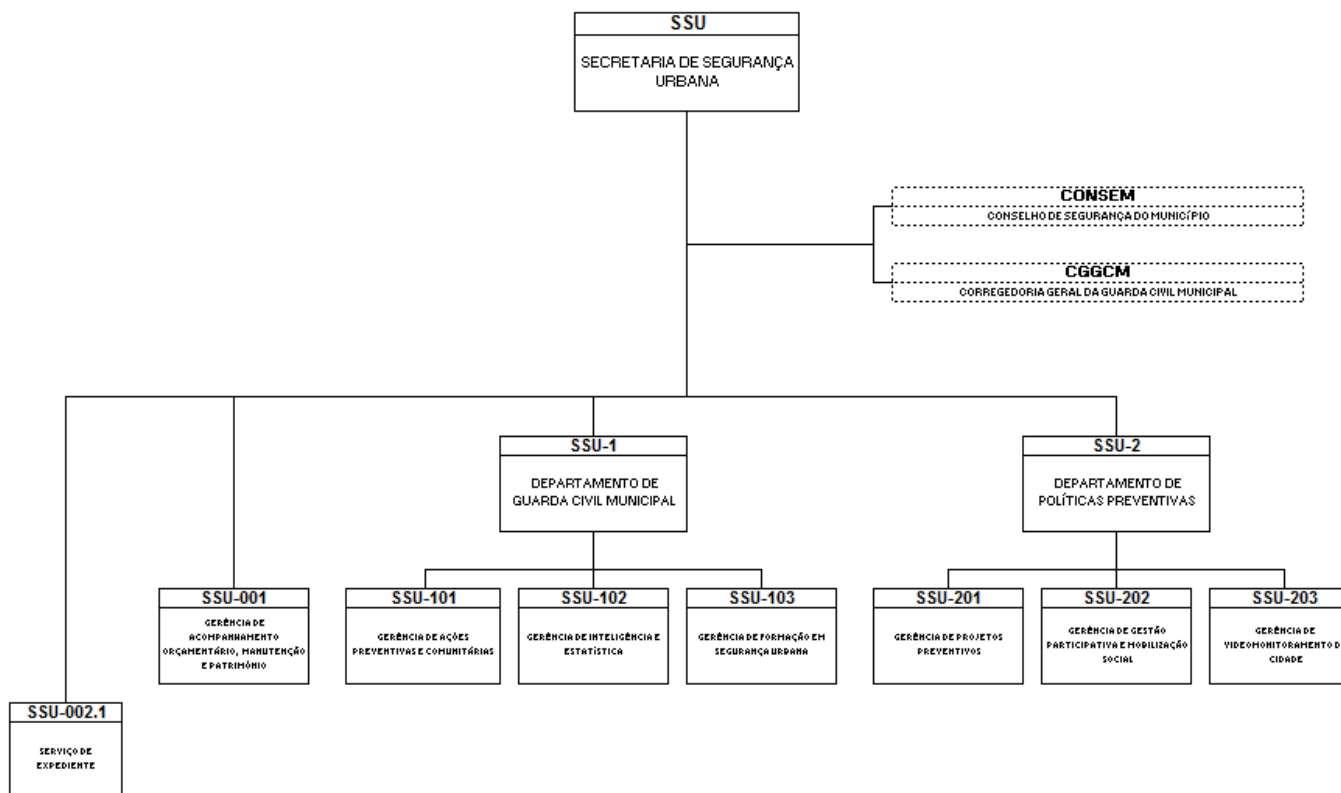 SSU
SECRETARIA DE SEGURANÇA
URBANA
CONSEM
CONSELHO DE SEGURANÇA DO MUNICÍPIO
CGGCM
CORREGEDORIA GERAL DA GUARDA CIVIL MUNICIPAL
SSU-1
DEPARTAMENTO DE
GUARDA CIVIL MUNICIPAL
SSU-2
DEPARTAMENTO DE
POLÍTICAS PREVENTIVAS
SSU-001
GERÊNCIA DE
ACOMPANHAMENTO
ORÇAMENTÁRIO, MANUTENÇÃO
E PATRIMÔNIO
SSU-101
GERÊNCIA DE AÇÕES
PREVENTIVAS E COMUNITÁRIAS
SSU-102
GERÊNCIA DE INTELIGÊNCIA E
ESTATÍSTICA
SSU-103
GERÊNCIA DE FORMAÇÃO EM
SEGURANÇA URBANA
SSU-201
GERÊNCIA DE PROJETOS
PREVENTIVOS
SSU-202
GERÊNCIA DE GESTÃO
PARTICIPATIVA E MOBILIZAÇÃO
SOCIAL
SSU-203
GERÊNCIA DE
VIDEOMONITORAMENTO D
CIDADE
SSU-002.1
SERVIÇO DE
EXPEDIENTE